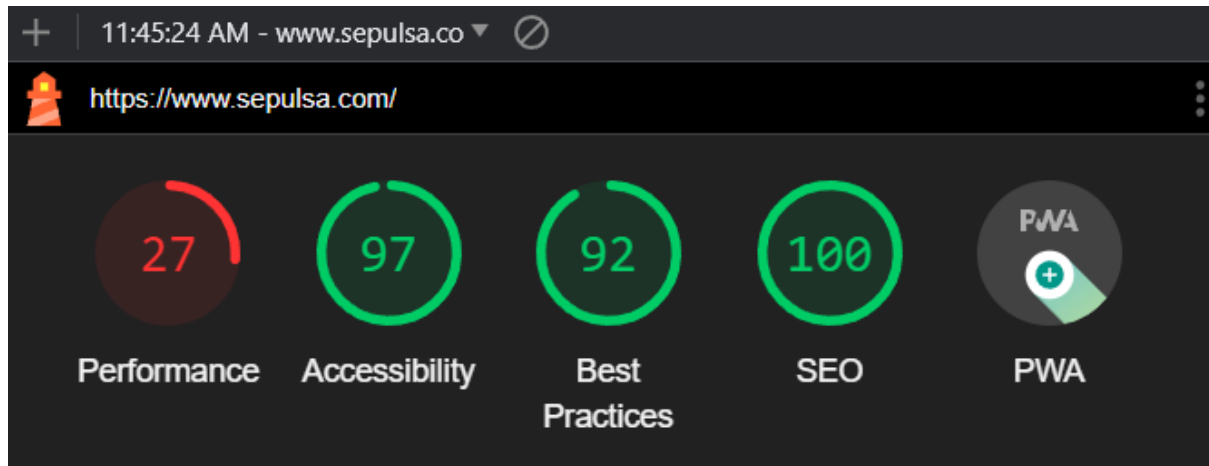 11:45:24 AM - www.sepulsa.co
https://www.sepulsa.com/
27 97 92 100 PWA
Performance Accessibility Best Practices SEO PWA